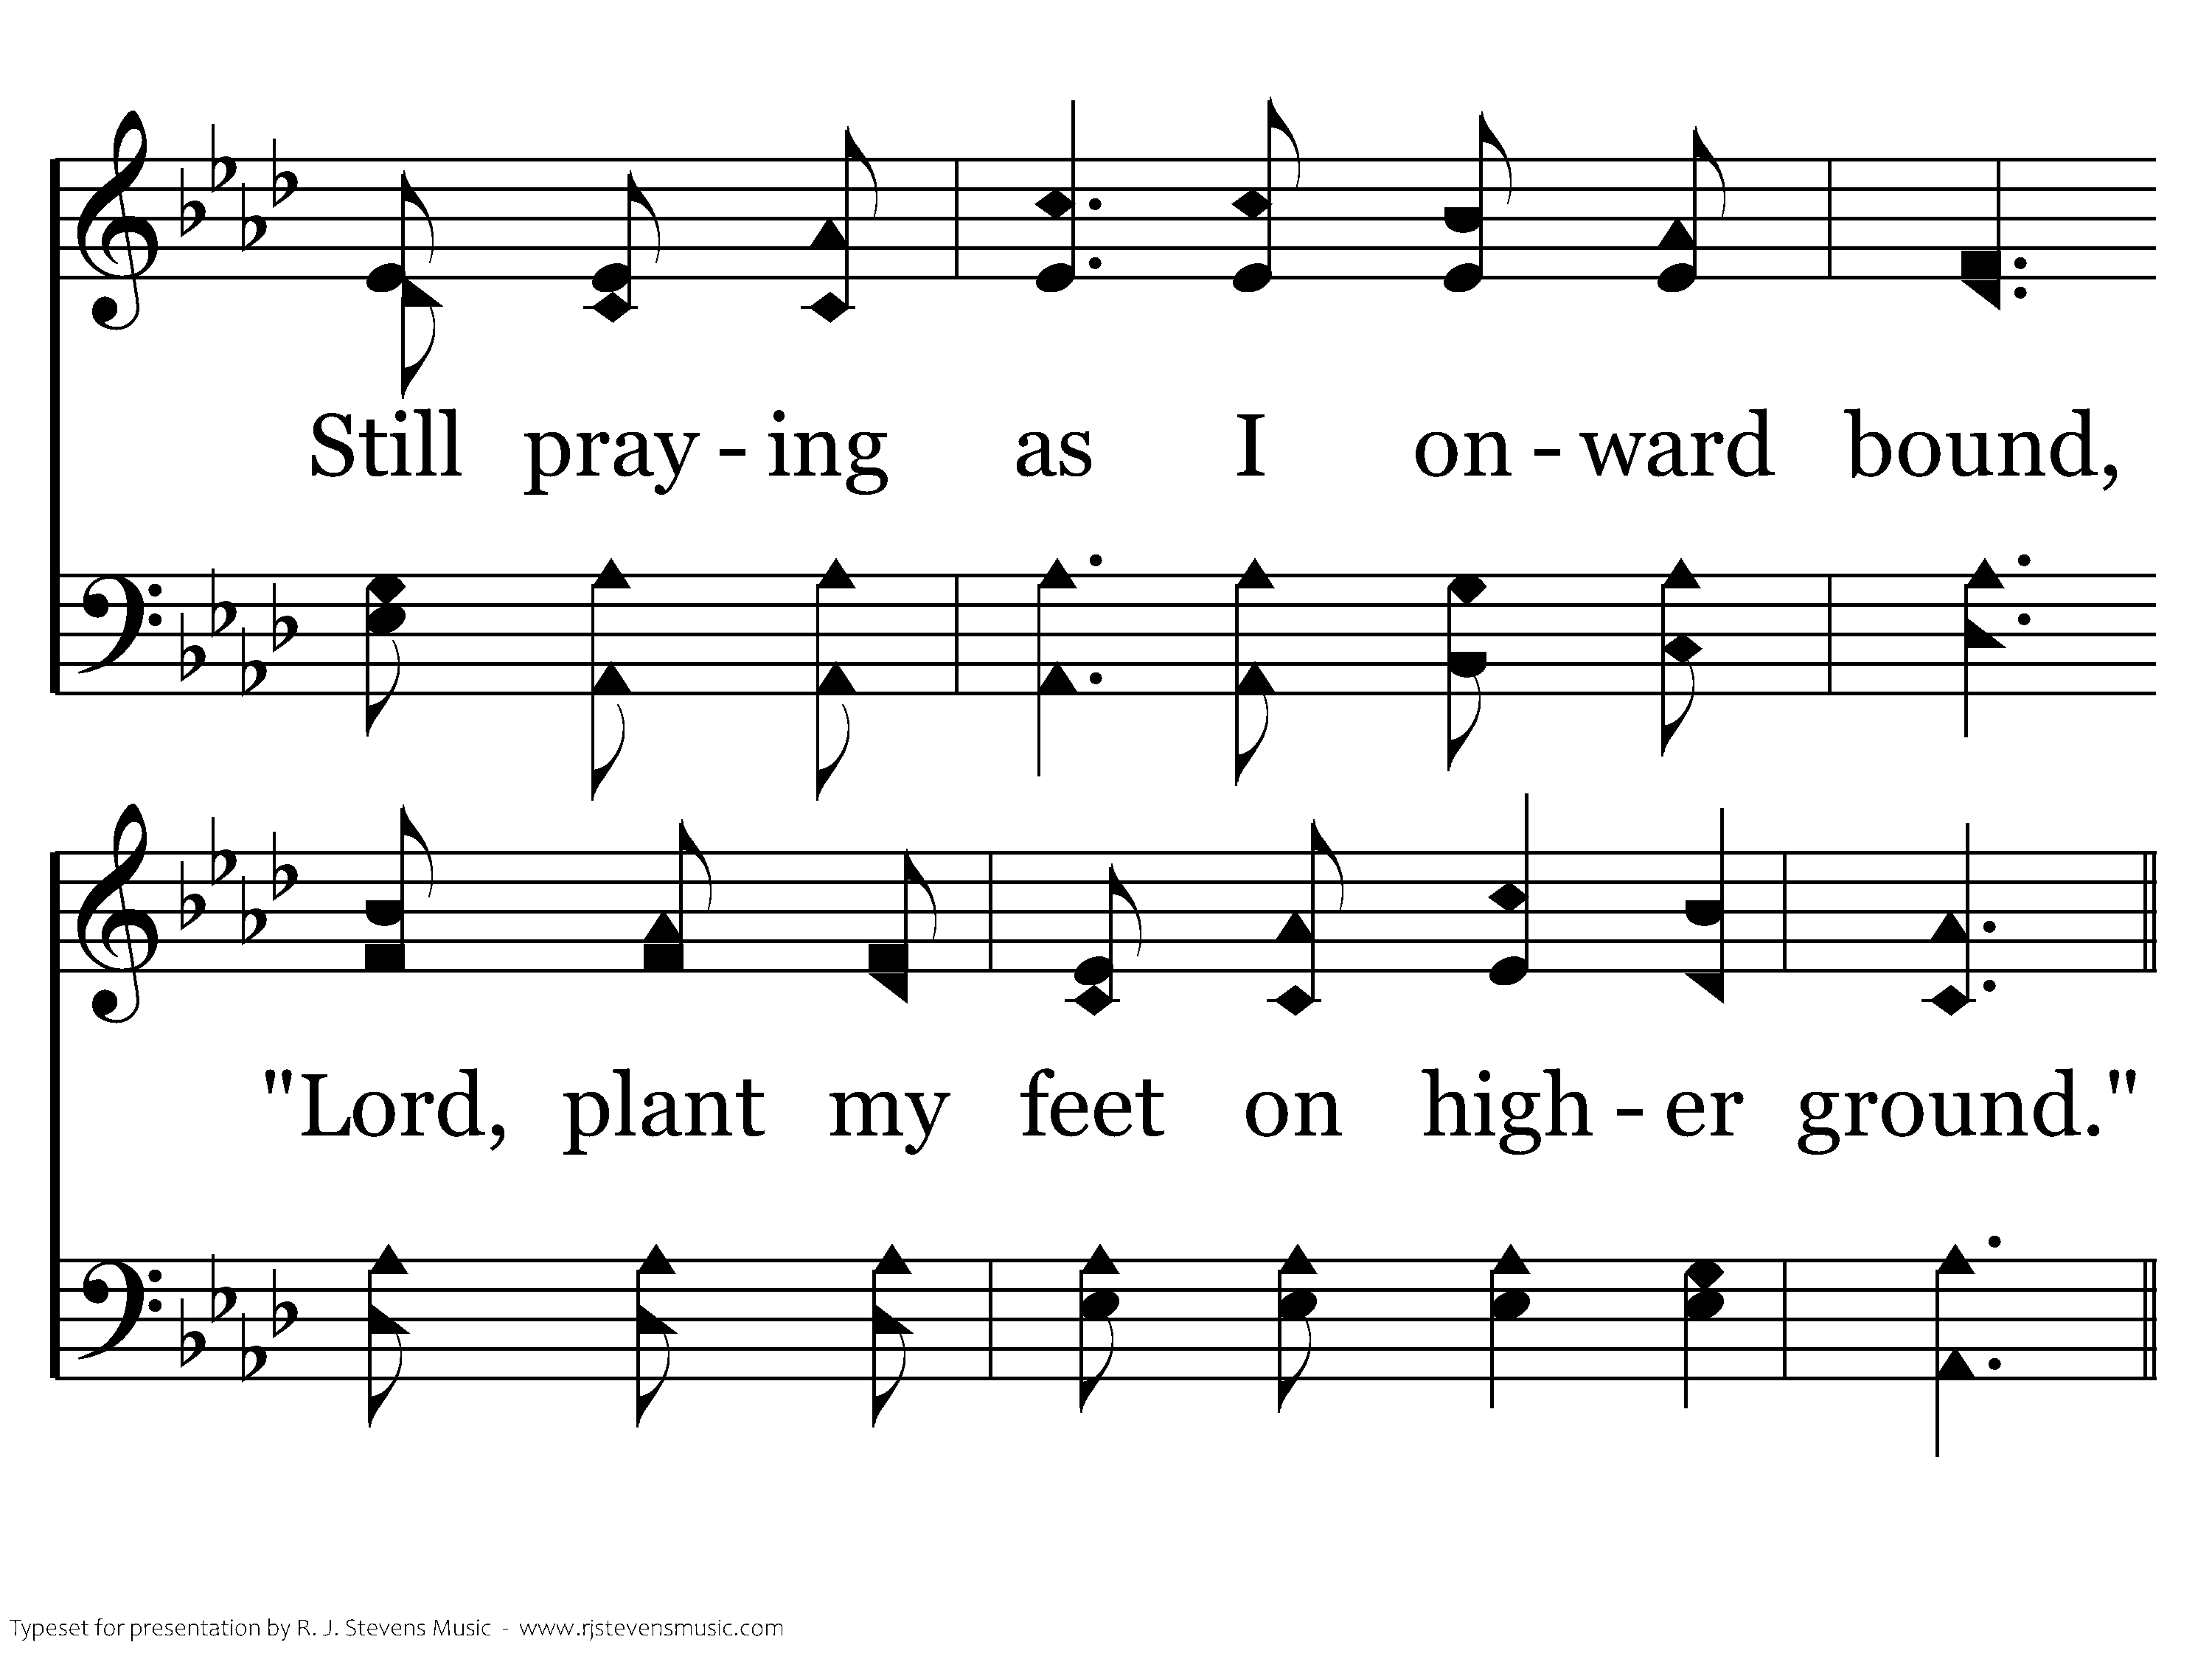 Still pray - ing as I on - ward bound,
"Lord, plant my feet on high - er ground."
Typeset for presentation by R. J. Stevens Music - www.rjstevensmusic.com